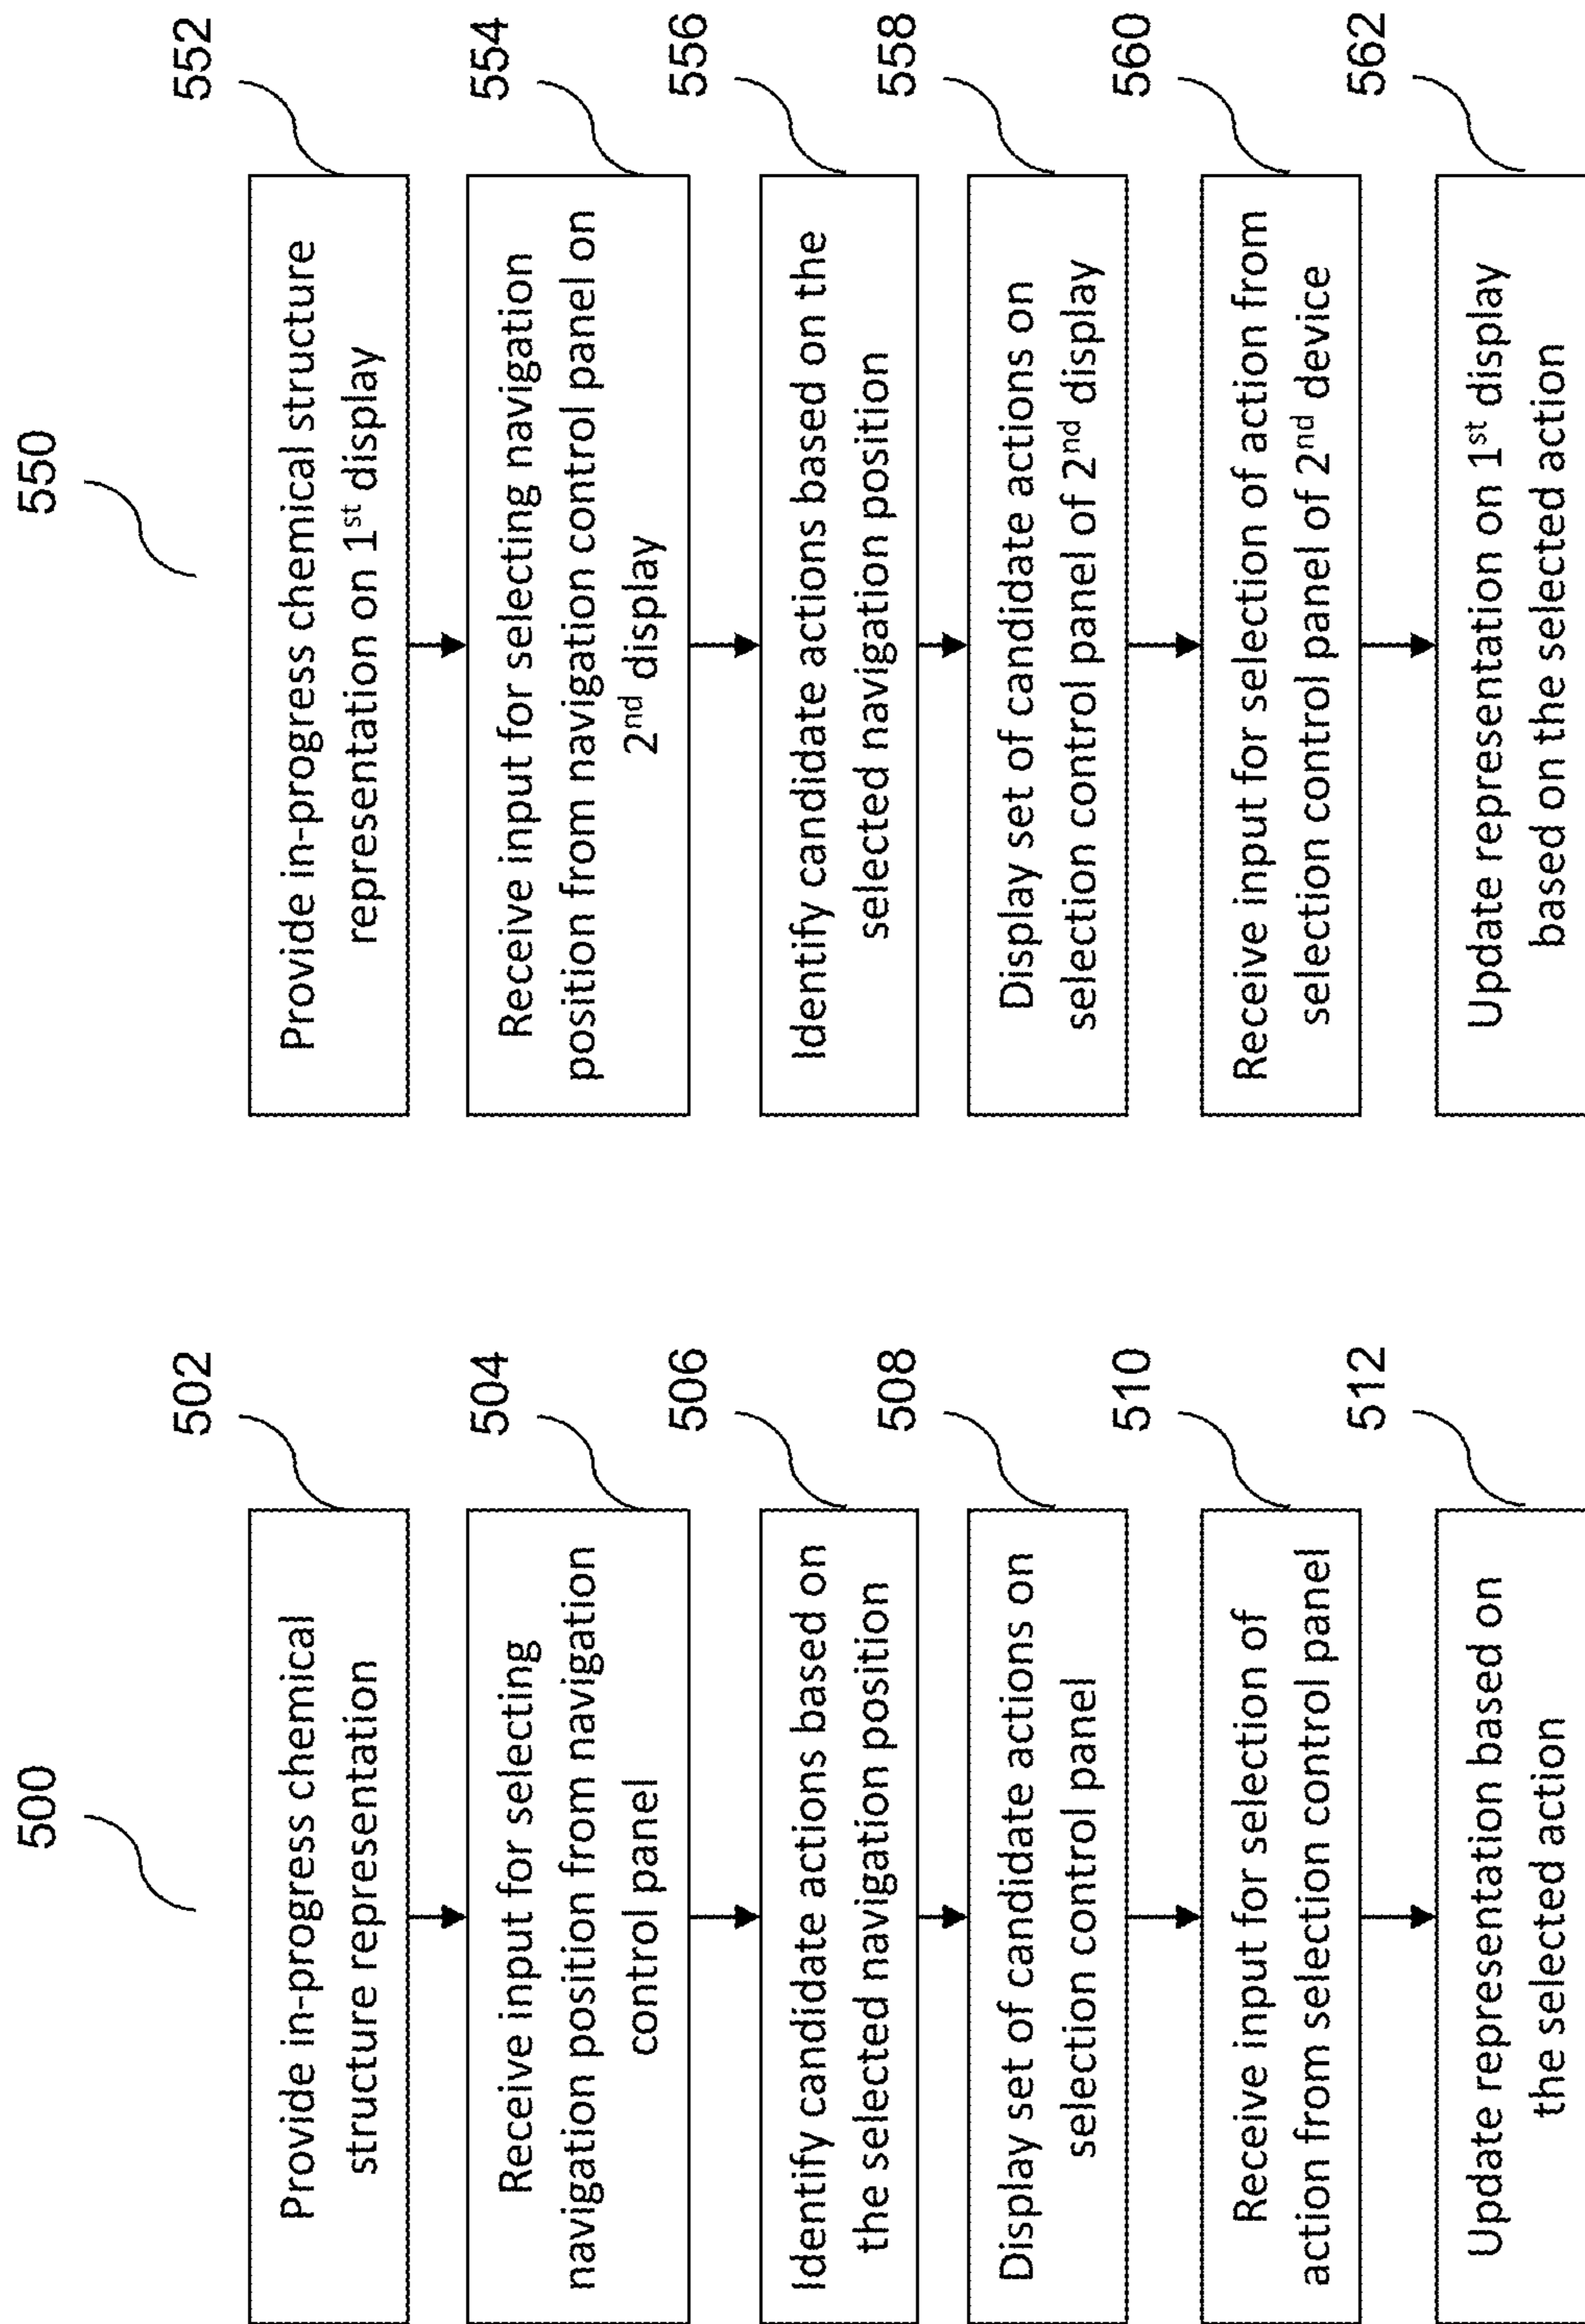 500
502
Provide in-progress chemical
structure representation
504
Receive input for selecting
navigation position from navigation
control panel
506
Identify candidate actions based on
the selected navigation position
508
Display set of candidate actions on
selection control panel
510
Receive input for selection of
action from selection control panel
512
Update representation based on
the selected action
550
552
Provide in-progress chemical structure
representation on 1st display
554
Receive input for selecting navigation
position from navigation control panel on
2nd display
556
Identify candidate actions based on the
selected navigation position
558
Display set of candidate actions on
selection control panel of 2nd display
560
Receive input for selection of action from
selection control panel of 2nd device
562
Update representation on 1st display
based on the selected action